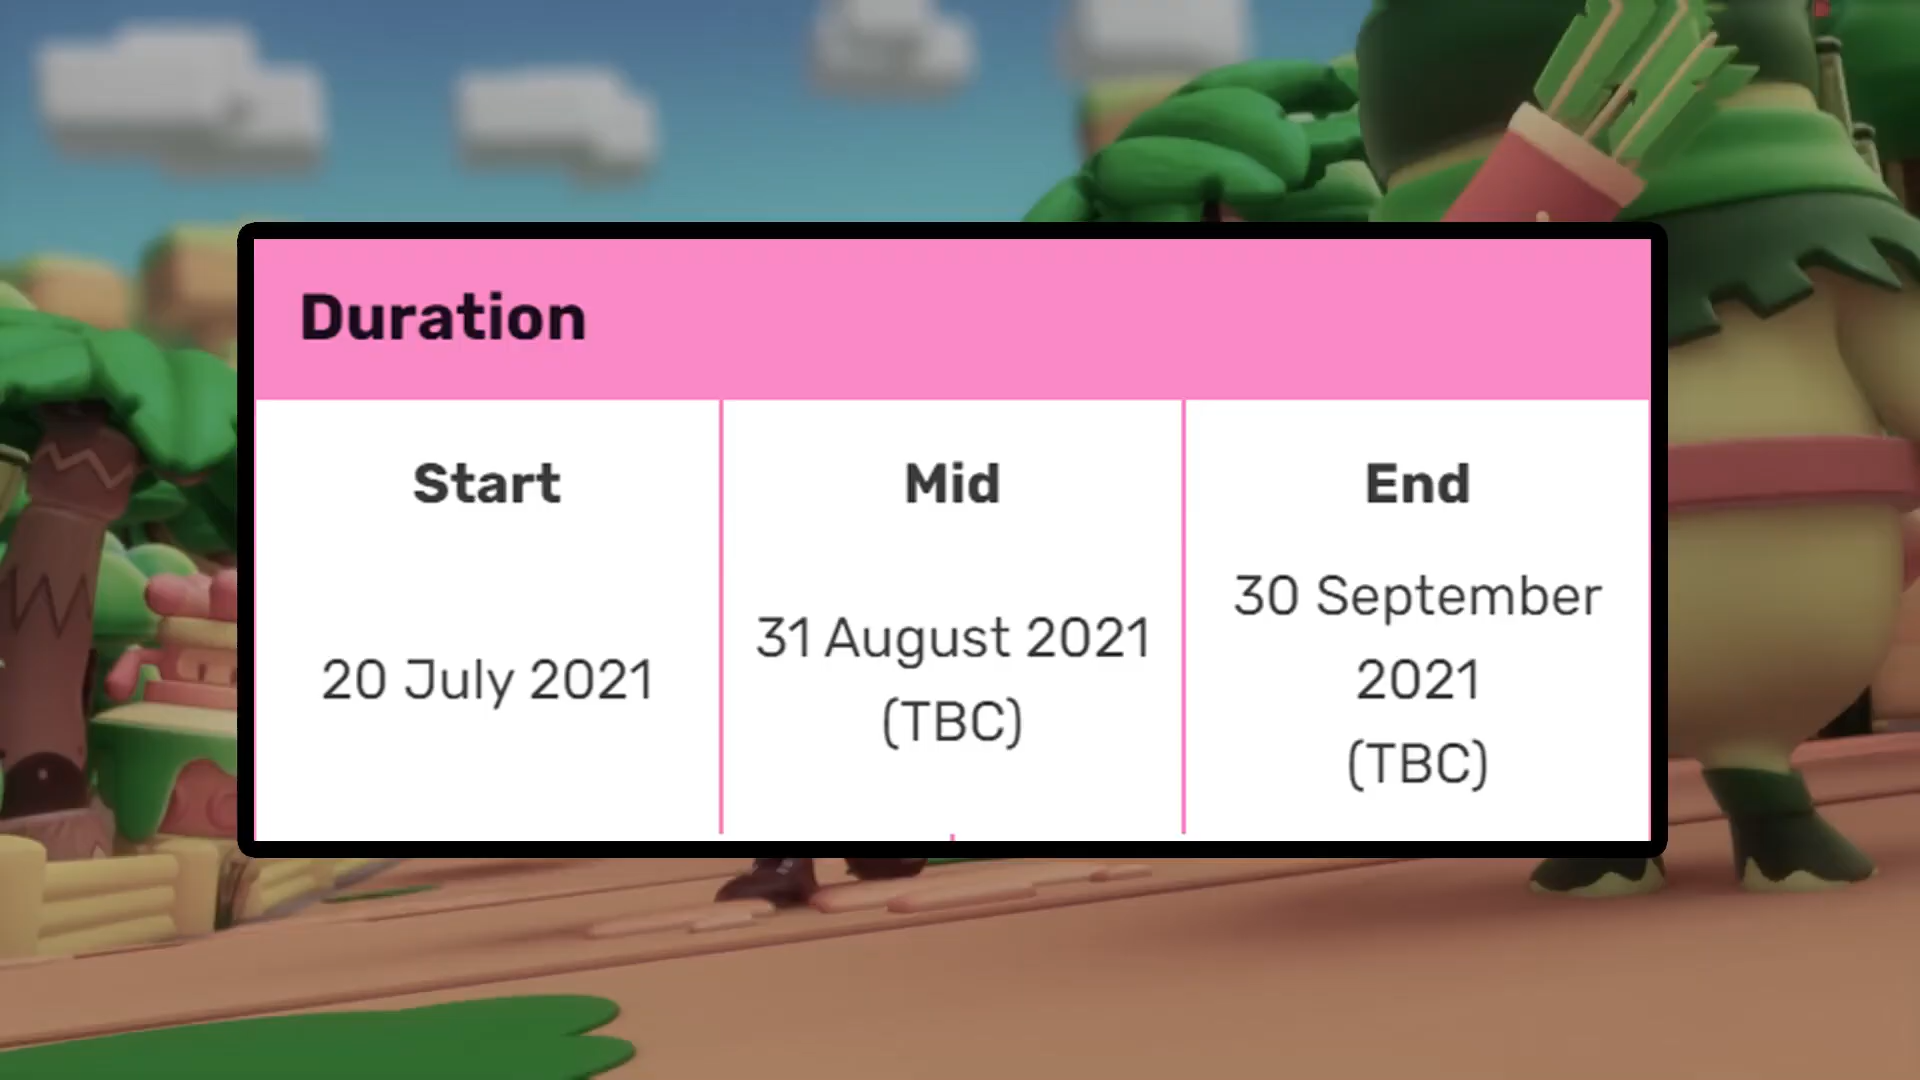 Duration
Start
Mid
End
20 July 2021
31 August 2021
(TBC)
30 September
2021
(TBC)